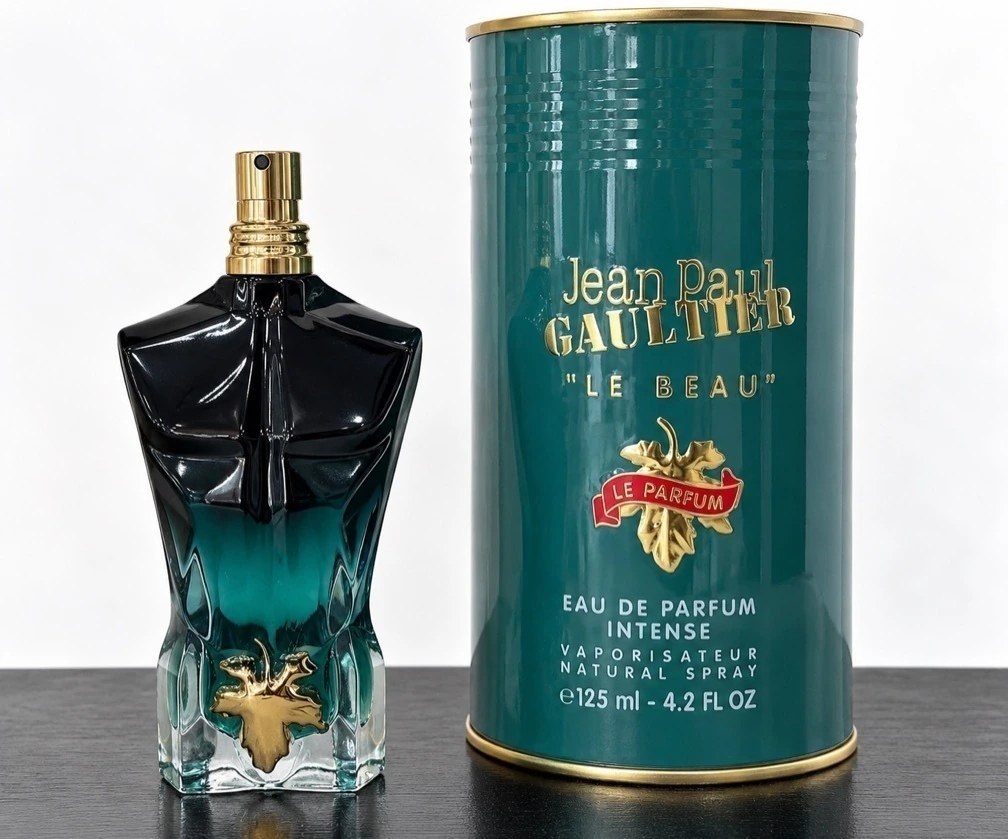 Jean Paul
GAULTIER
"LE BEAU"
LE PARFUM
EAU DE PARFUM
INTENSE
VAPORISATEUR
NATURAL SPRAY
℮125 ml - 4.2 FL OZ